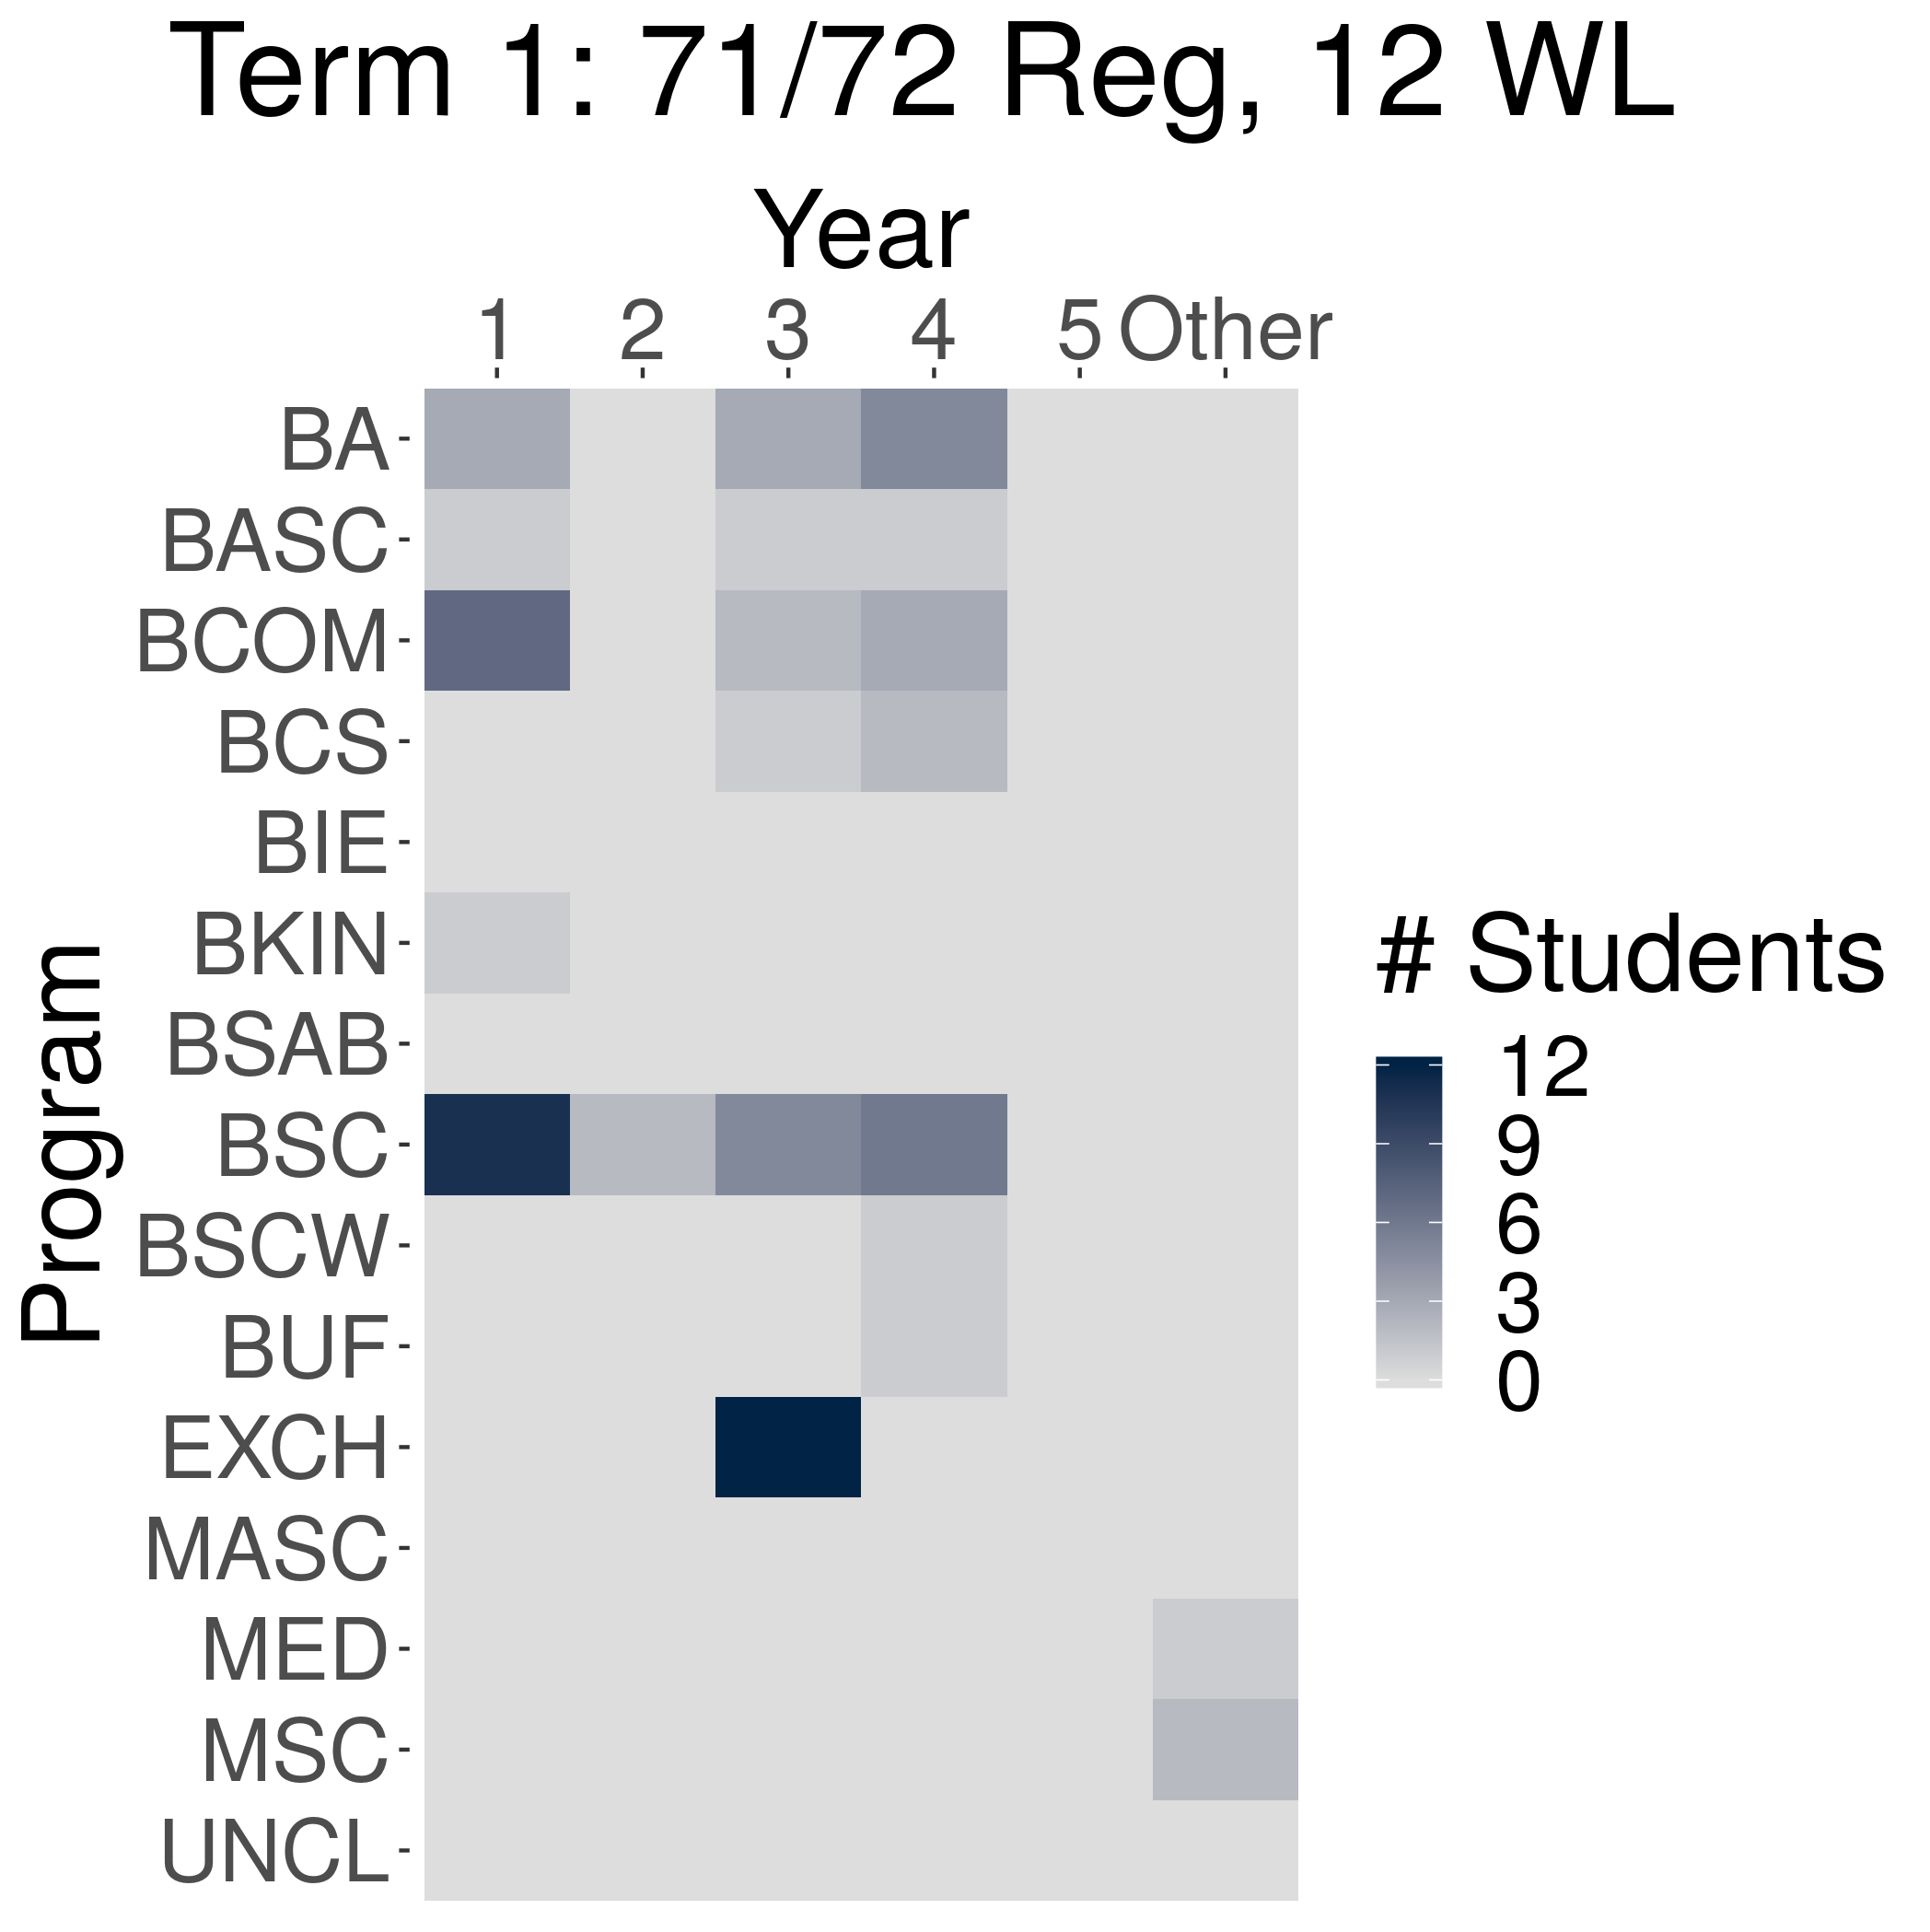 Term 1: 71/72 Reg, 12 WL
Year
1 2 3 4 5 Other
Program
BA
BASC
BCOM
BCS
BIE
BKIN
BSAB
BSC
BSCW
BUF
EXCH
MASC
MED
MSC
UNCL
# Students
12
9
6
3
0